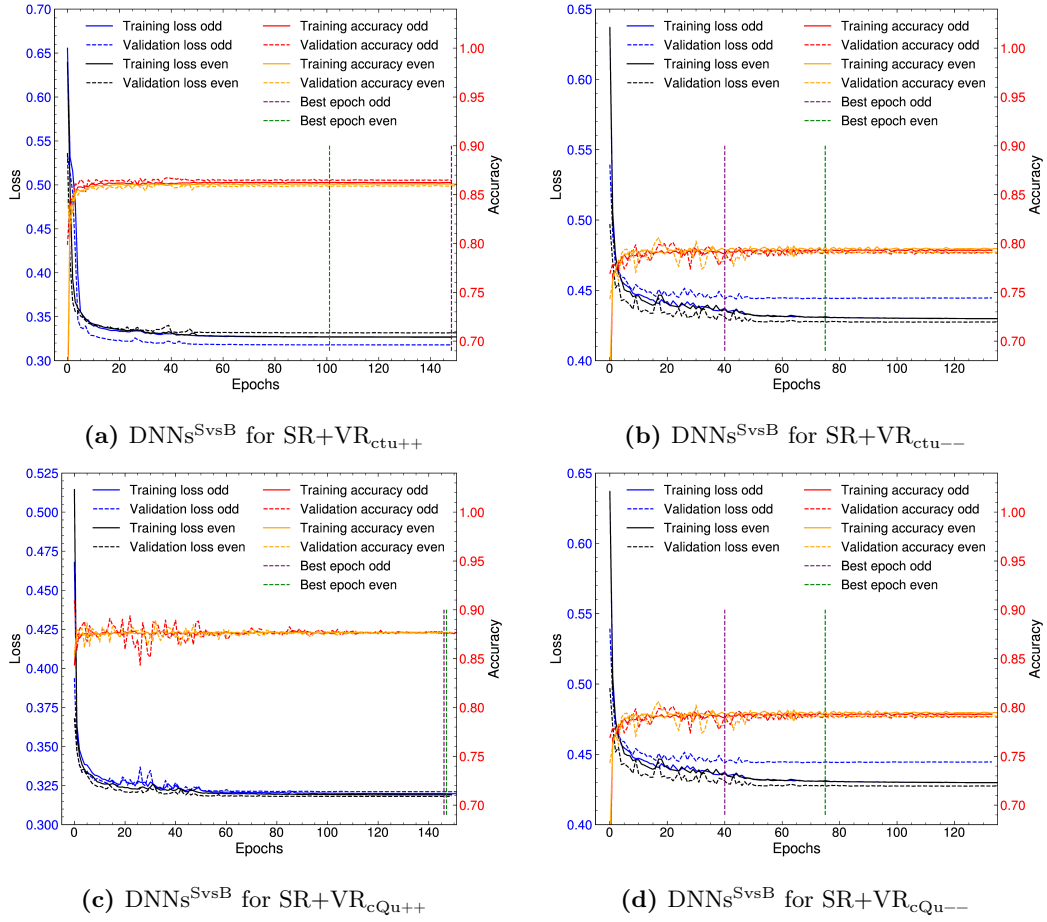 0.70
0.65
0.60
0.55
0.50
0.45
0.40
0.35
0.30
Loss
Training loss odd
Validation loss odd
Training loss even
Validation loss even
Training accuracy odd
Validation accuracy odd
Training accuracy even
Validation accuracy even
Best epoch odd
Best epoch even
1.00
0.95
0.90
0.85
0.80
0.75
0.70
Accuracy
0 20 40 60 80 100 120 140
Epochs
(a) DNNs^SvsB for SR+VR_ctu++
0.65
0.60
0.55
0.50
0.45
0.40
Loss
Training loss odd
Validation loss odd
Training loss even
Validation loss even
Training accuracy odd
Validation accuracy odd
Training accuracy even
Validation accuracy even
Best epoch odd
Best epoch even
1.00
0.95
0.90
0.85
0.80
0.75
0.70
Accuracy
0 20 40 60 80 100 120
Epochs
(b) DNNs^SvsB for SR+VR_ctu−−
0.525
0.500
0.475
0.450
0.425
0.400
0.375
0.350
0.325
0.300
Loss
Training loss odd
Validation loss odd
Training loss even
Validation loss even
Training accuracy odd
Validation accuracy odd
Training accuracy even
Validation accuracy even
Best epoch odd
Best epoch even
1.00
0.95
0.90
0.85
0.80
0.75
0.70
Accuracy
0 20 40 60 80 100 120 140
Epochs
(c) DNNs^SvsB for SR+VR_cQu++
0.65
0.60
0.55
0.50
0.45
0.40
Loss
Training loss odd
Validation loss odd
Training loss even
Validation loss even
Training accuracy odd
Validation accuracy odd
Training accuracy even
Validation accuracy even
Best epoch odd
Best epoch even
1.00
0.95
0.90
0.85
0.80
0.75
0.70
Accuracy
0 20 40 60 80 100 120
Epochs
(d) DNNs^SvsB for SR+VR_cQu−−